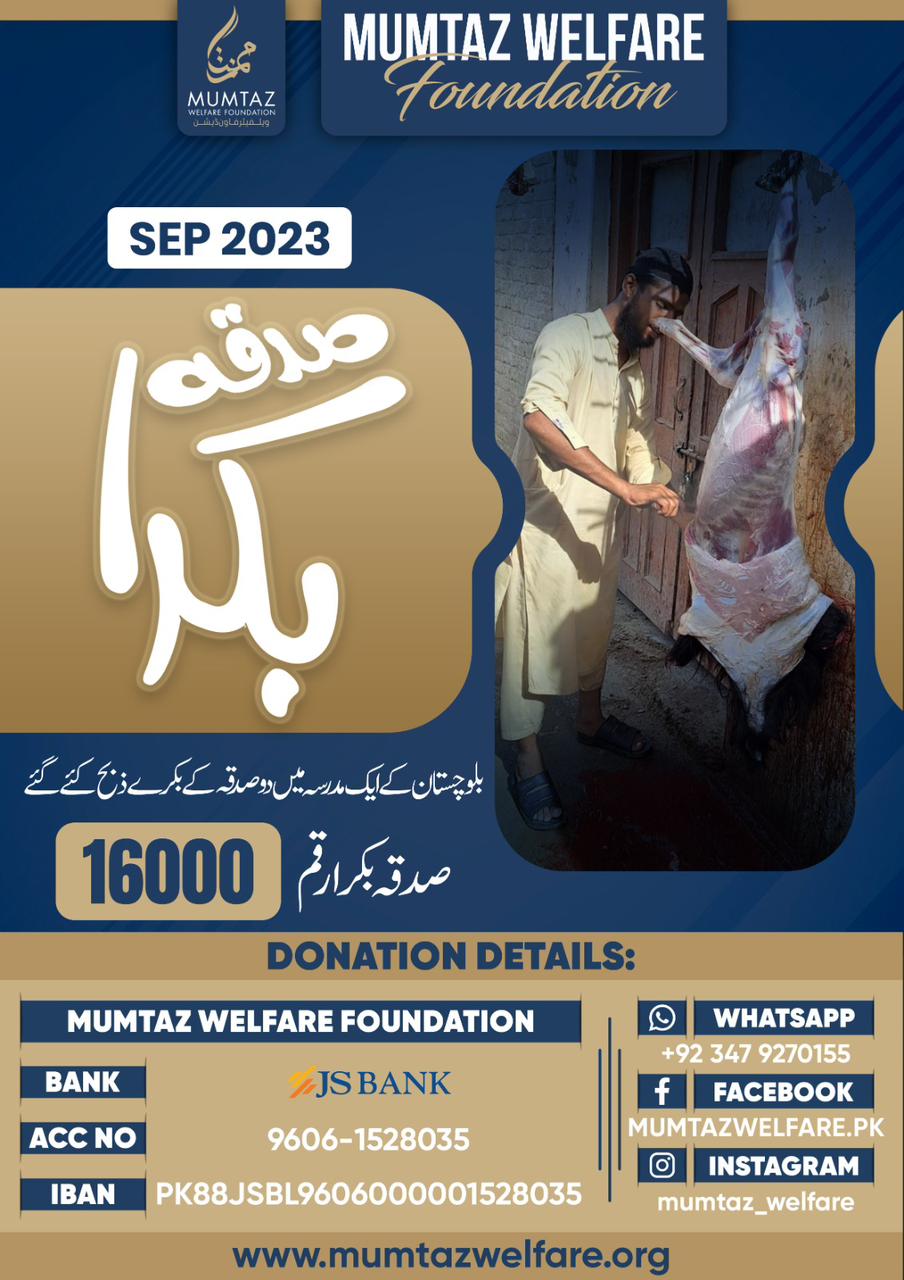 MUMTAZ
WELFARE FOUNDATION
ویلفیئر فاونڈیشن
MUMTAZ WELFARE
Foundation
SEP 2023
صدقہ
بکرا
بلوچستان کے ایک مدرسہ میں دو صدقہ کے بکرے ذبح کئے گئے
صدقہ بکرا رقم
16000
DONATION DETAILS:
MUMTAZ WELFARE FOUNDATION
BANK
JS BANK
ACC NO
9606-1528035
IBAN
PK88JSBL9606000001528035
WHATSAPP
+92 347 9270155
FACEBOOK
MUMTAZWELFARE.PK
INSTAGRAM
mumtaz_welfare
www.mumtazwelfare.org